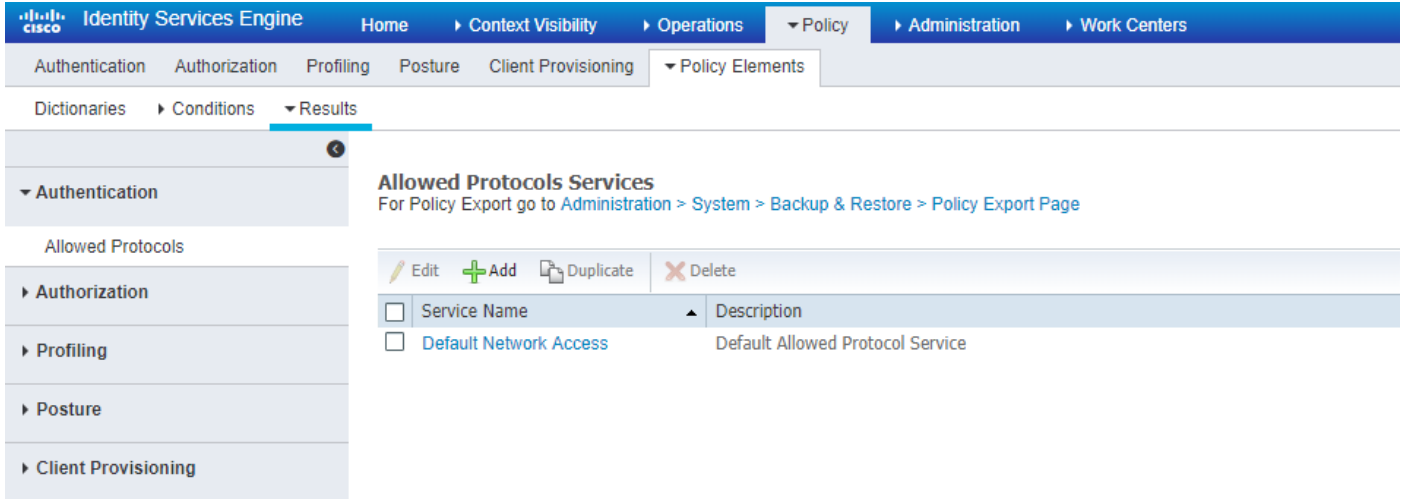 cisco Identity Services Engine Home Context Visibility Operations Policy Administration Work Centers
Authentication Authorization Profiling Posture Client Provisioning Policy Elements
Dictionaries Conditions Results
Authentication
Allowed Protocols
Authorization
Profiling
Posture
Client Provisioning
Allowed Protocols Services
For Policy Export go to Administration > System > Backup & Restore > Policy Export Page
Edit Add Duplicate Delete
Service Name Description
Default Network Access Default Allowed Protocol Service